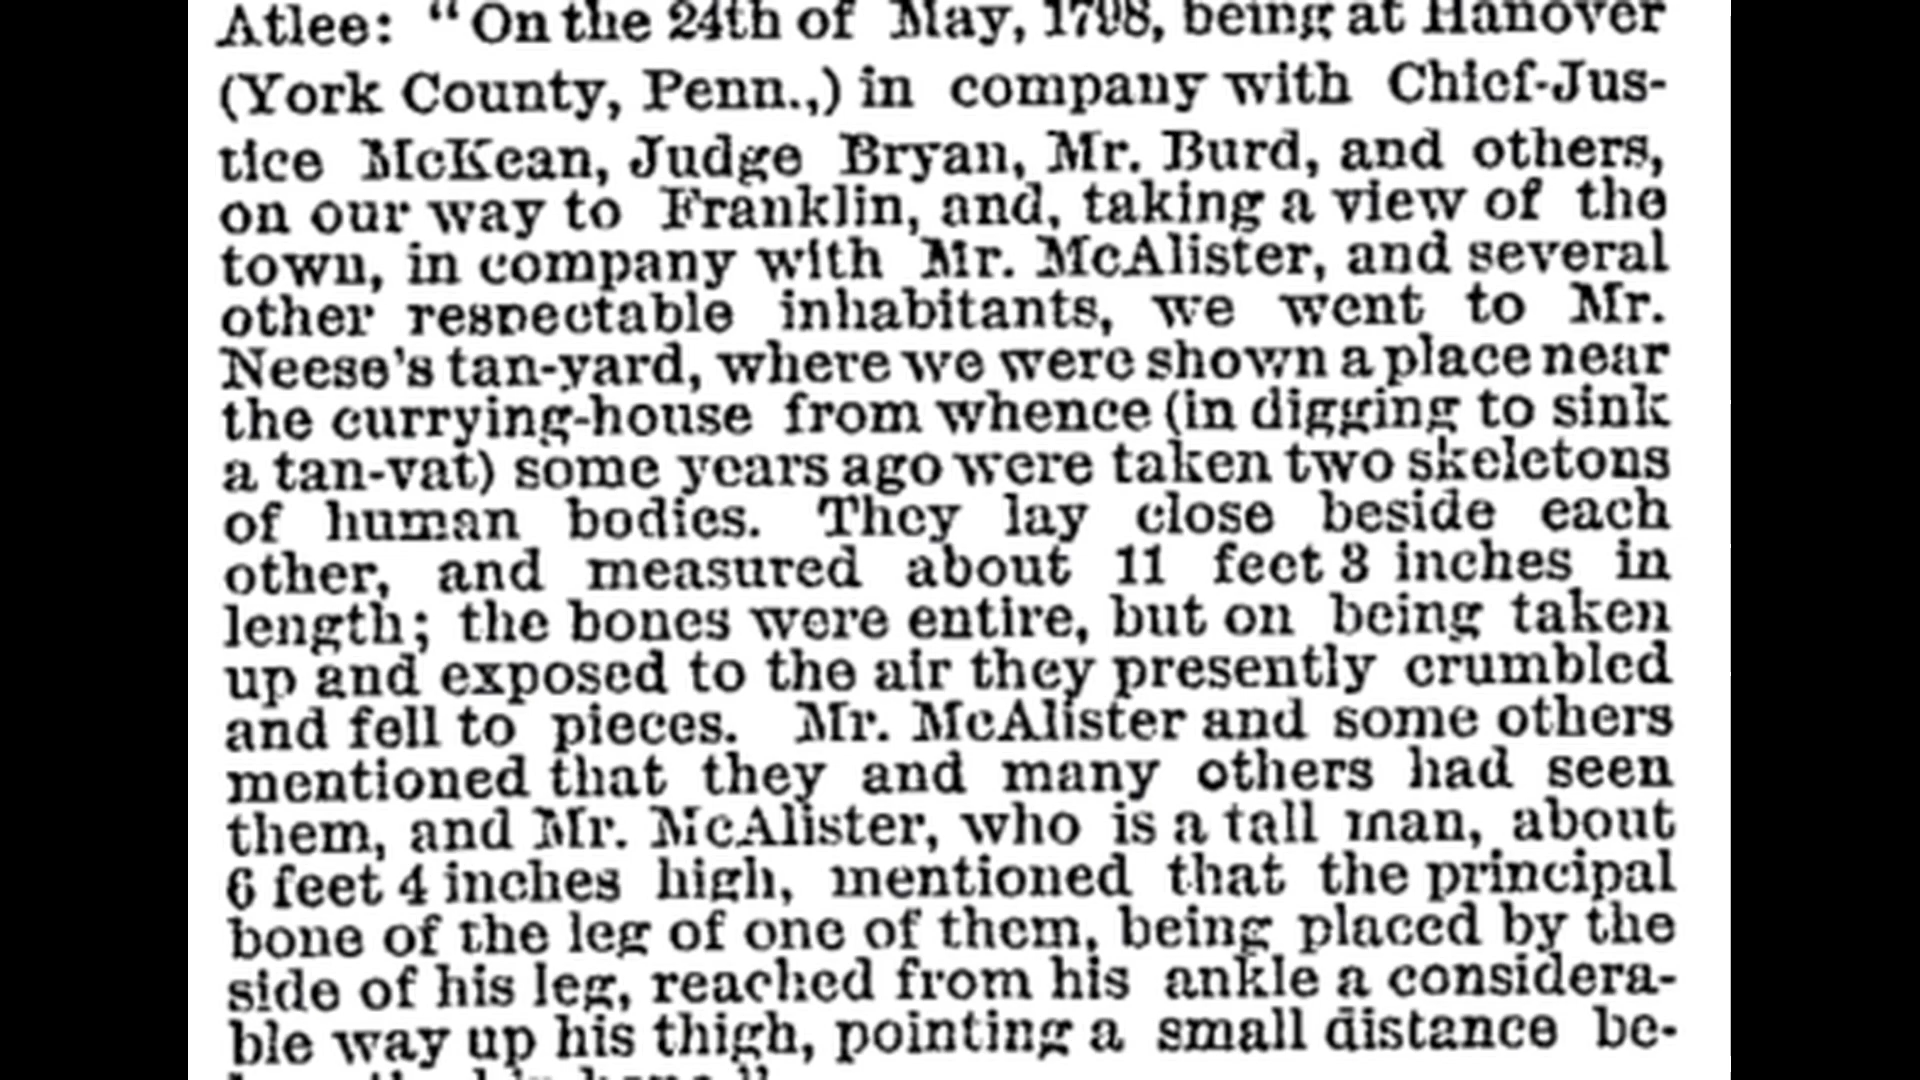 Atlee: "On the 24th of May, 1798, being at Hanover
(York County, Penn.,) in company with Chief-Jus-
tice McKean, Judge Bryan, Mr. Burd, and others,
on our way to Franklin, and, taking a view of the
town, in company with Mr. McAlister, and several
other respectable inhabitants, we went to Mr.
Neese's tan-yard, where we were shown a place near
the currying-house from whence (in digging to sink
a tan-vat) some years ago were taken two skeletons
of human bodies. They lay close beside each
other, and measured about 11 feet 3 inches in
length; the bones were entire, but on being taken
up and exposed to the air they presently crumbled
and fell to pieces. Mr. McAlister and some others
mentioned that they and many others had seen
them, and Mr. McAlister, who is a tall man, about
6 feet 4 inches high, mentioned that the principal
bone of the leg of one of them, being placed by the
side of his leg, reached from his ankle a considera-
ble way up his thigh, pointing a small distance be-